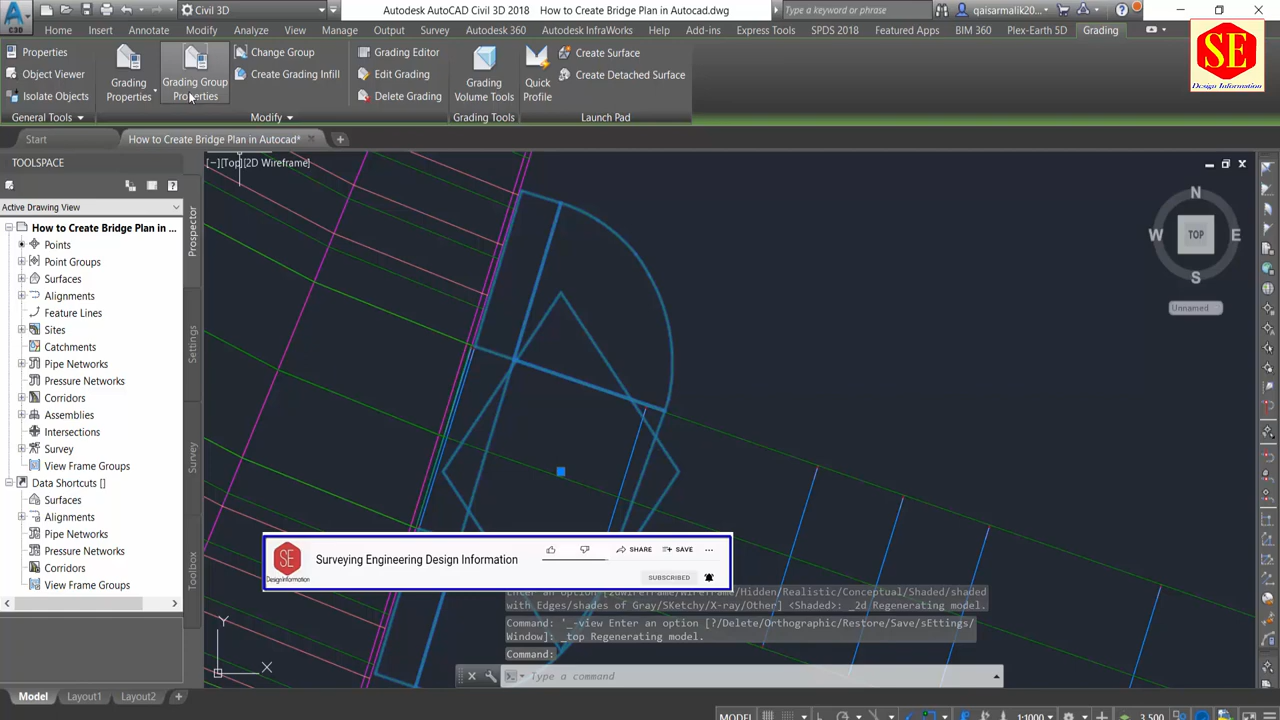 Civil 3D
Autodesk AutoCAD Civil 3D 2018 How to Create Bridge Plan in Autocad.dwg
Type a keyword or phrase
qaisarmalik30...
Home Insert Annotate Modify Analyze View Manage Output Survey Autodesk 360 Autodesk InfraWorks Help Add-ins Express Tools SPDS 2018 Featured Apps BIM 360 Plex-Earth 5D Grading
SE
Design Information
Properties
Object Viewer
Isolate Objects
General Tools
Grading
Properties
Grading Group
Properties
Change Group
Create Grading Infill
Modify
Grading Editor
Edit Grading
Delete Grading
Grading
Volume Tools
Grading Tools
Quick
Profile
Create Surface
Create Detached Surface
Launch Pad
Start
How to Create Bridge Plan in Autocad*
TOOLSPACE
Active Drawing View
How to Create Bridge Plan in ...
Points
Point Groups
Surfaces
Alignments
Feature Lines
Sites
Catchments
Pipe Networks
Pressure Networks
Corridors
Assemblies
Intersections
Survey
View Frame Groups
Data Shortcuts []
Surfaces
Alignments
Pipe Networks
Pressure Networks
Corridors
View Frame Groups
Prospector
Settings
Survey
Toolbox
[−][Top][2D Wireframe]
N
W
TOP
E
S
Unnamed
SE
Design Information
Surveying Engineering Design Information
SHARE
SAVE
SUBSCRIBED
Enter an option [2dwireframe/Wireframe/Hidden/Realistic/Conceptual/Shaded/shaded
with Edges/shades of Gray/SKetchy/X-ray/Other] <Shaded>: _2d Regenerating model.
Command: '_-view Enter an option [?/Delete/Orthographic/Restore/Save/sEttings/
Window]: _top Regenerating model.
Command:
Type a command
Y
X
Model Layout1 Layout2
MODEL
1:1000
3.500